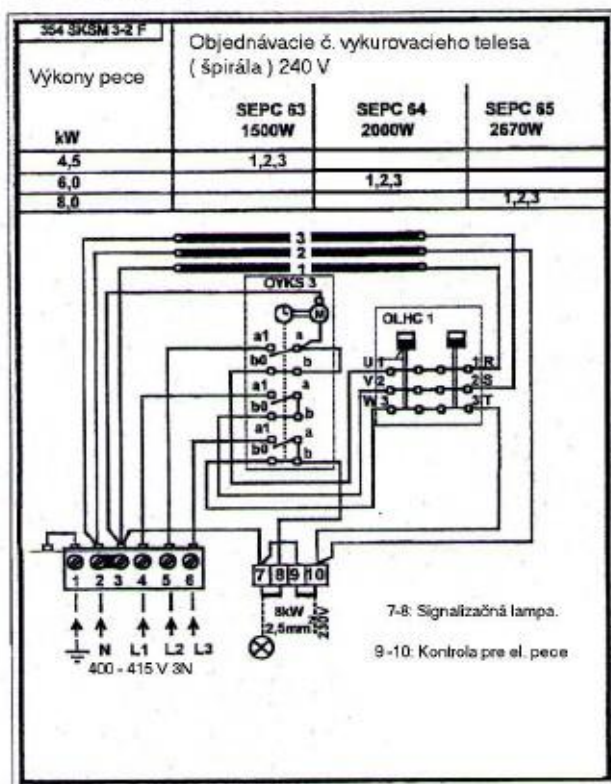 354 SKSM 3-2 F
Objednávacie č. vykurovacieho telesa
( špirála ) 240 V
Výkony pece
SEPC 63 SEPC 64 SEPC 65
kW 1500W 2000W 2670W
4,5 1,2,3
6,0 1,2,3
8,0 1,2,3
3
2
1
OYKS 3
M
OLHC 1
a1 a
b0 b
U 1 1 R
V 2 2 S
W 3 3 T
a1 a
b0 b
a1 a
b0 b
1 2 3 4 5 6
7 8 9 10
8kW
2,5mm²
230V
N L1 L2 L3
400 - 415 V 3N
7-8: Signalizačná lampa.
9 -10: Kontrola pre el. pece